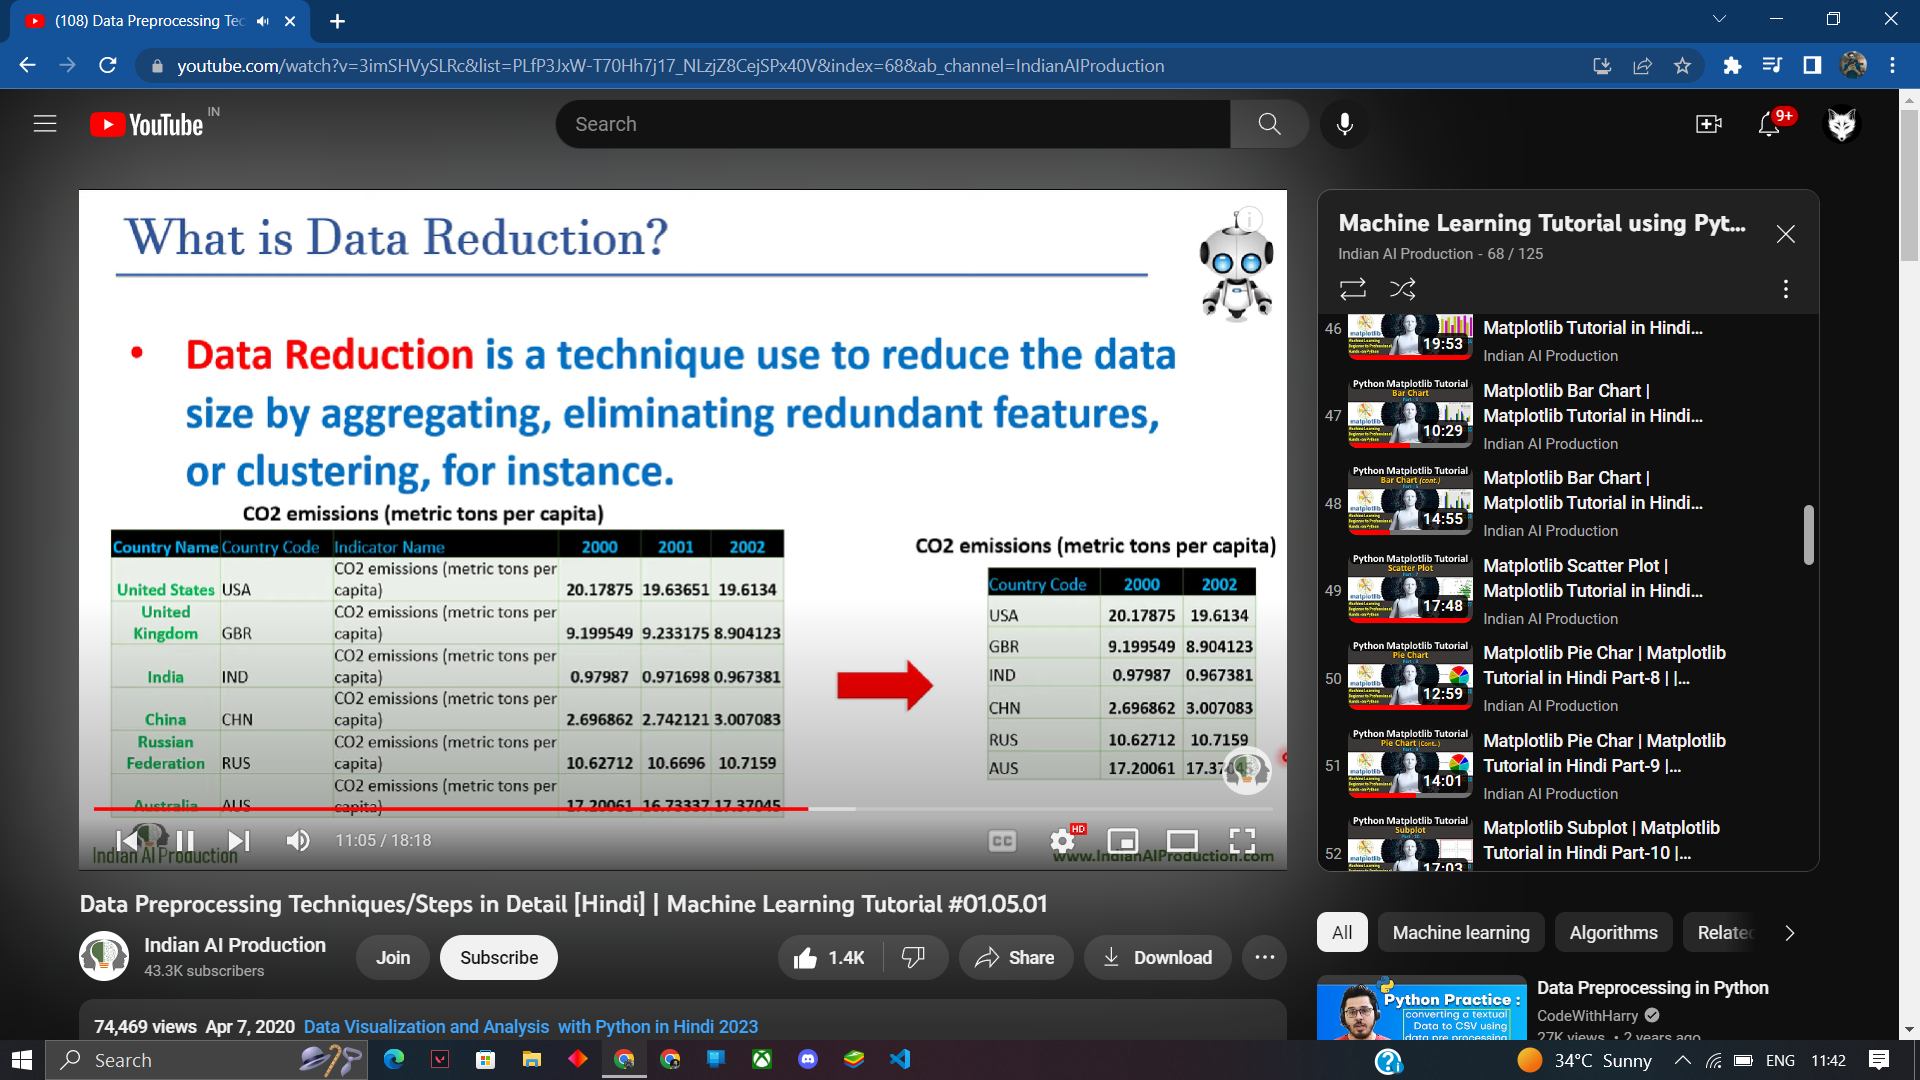 (108) Data Preprocessing Tec
youtube.com/watch?v=3imSHVySLRc&list=PLfP3JxW-T70Hh7j17_NLzjZ8CejSPx40V&index=68&ab_channel=IndianAIProduction
YouTube IN
Search
9+
What is Data Reduction?
• Data Reduction is a technique use to reduce the data
size by aggregating, eliminating redundant features,
or clustering, for instance.
CO2 emissions (metric tons per capita)
Country Name Country Code Indicator Name 2000 2001 2002
United States USA CO2 emissions (metric tons per capita) 20.17875 19.63651 19.6134
United Kingdom GBR CO2 emissions (metric tons per capita) 9.199549 9.233175 8.904123
India IND CO2 emissions (metric tons per capita) 0.97987 0.971698 0.967381
China CHN CO2 emissions (metric tons per capita) 2.696862 2.742121 3.007083
Russian Federation RUS CO2 emissions (metric tons per capita) 10.62712 10.6696 10.7159
Australia AUS CO2 emissions (metric tons per capita) 17.20061 16.73337 17.37045
CO2 emissions (metric tons per capita)
Country Code 2000 2002
USA 20.17875 19.6134
GBR 9.199549 8.904123
IND 0.97987 0.967381
CHN 2.696862 3.007083
RUS 10.62712 10.7159
AUS 17.20061 17.37045
11:05 / 18:18
CC
HD
Indian AI Production
www.IndianAIProduction.com
Data Preprocessing Techniques/Steps in Detail [Hindi] | Machine Learning Tutorial #01.05.01
Indian AI Production
43.3K subscribers
Join
Subscribe
1.4K
Share
Download
74,469 views Apr 7, 2020 Data Visualization and Analysis with Python in Hindi 2023
Machine Learning Tutorial using Pyt...
Indian AI Production - 68 / 125
46
19:53
Matplotlib Tutorial in Hindi...
Indian AI Production
47
Python Matplotlib Tutorial
Bar Chart
10:29
Matplotlib Bar Chart |
Matplotlib Tutorial in Hindi...
Indian AI Production
48
Python Matplotlib Tutorial
Bar Chart (cont.)
14:55
Matplotlib Bar Chart |
Matplotlib Tutorial in Hindi...
Indian AI Production
49
Python Matplotlib Tutorial
Scatter Plot
17:48
Matplotlib Scatter Plot |
Matplotlib Tutorial in Hindi...
Indian AI Production
50
Python Matplotlib Tutorial
Pie Chart
12:59
Matplotlib Pie Char | Matplotlib
Tutorial in Hindi Part-8 | |...
Indian AI Production
51
Python Matplotlib Tutorial
Pie Chart (Cont..)
14:01
Matplotlib Pie Char | Matplotlib
Tutorial in Hindi Part-9 |...
Indian AI Production
52
Python Matplotlib Tutorial
Subplot
17:03
Matplotlib Subplot | Matplotlib
Tutorial in Hindi Part-10 |...
All
Machine learning
Algorithms
Related
Python Practice :
converting a textual
Data to CSV using
data pre processing
Data Preprocessing in Python
CodeWithHarry
27K views • 2 years ago
Search
34°C Sunny
ENG
11:42